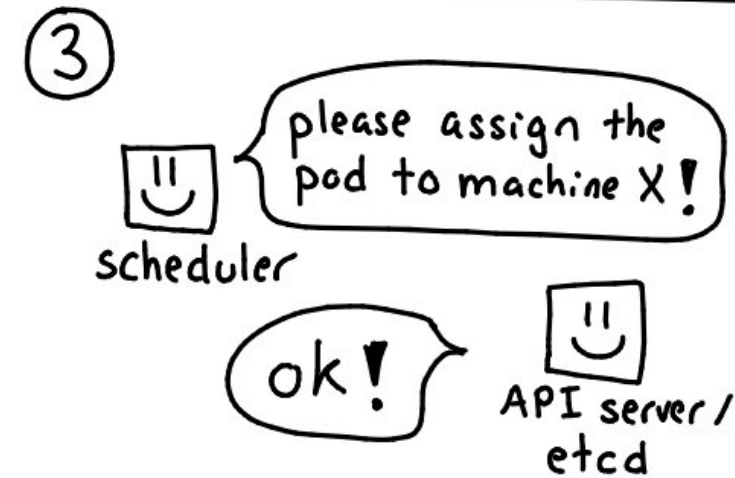 3
please assign the
pod to machine X!
scheduler
ok!
API server/
etcd